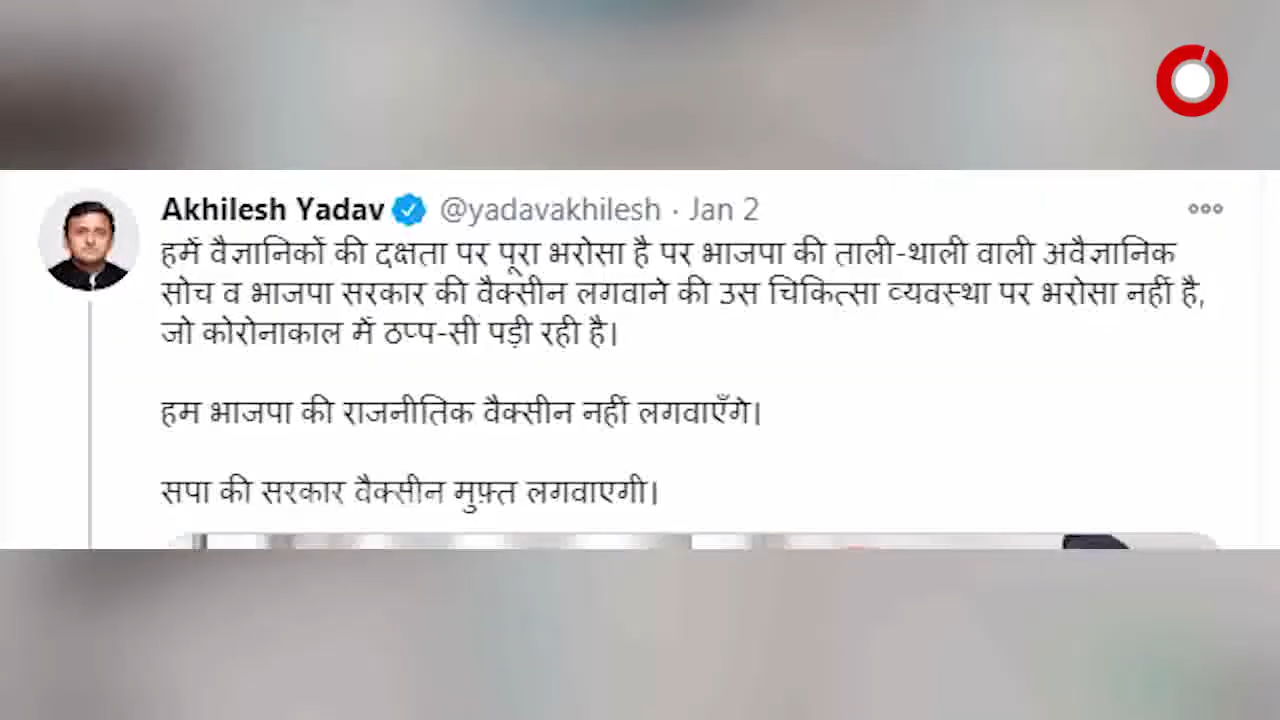 Akhilesh Yadav @yadavakhilesh · Jan 2
हमें वैज्ञानिकों की दक्षता पर पूरा भरोसा है पर भाजपा की ताली-थाली वाली अवैज्ञानिक
सोच व भाजपा सरकार की वैक्सीन लगवाने की उस चिकित्सा व्यवस्था पर भरोसा नहीं है,
जो कोरोनाकाल में ठप्प-सी पड़ी रही है।
हम भाजपा की राजनीतिक वैक्सीन नहीं लगवाएँगे।
सपा की सरकार वैक्सीन मुफ़्त लगवाएगी।